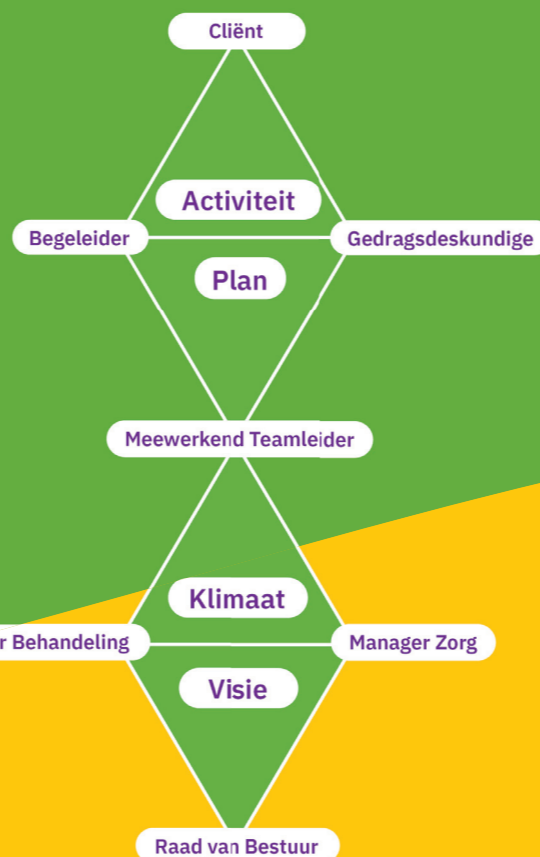 Cliënt
Activiteit
Begeleider
Gedragsdeskundige
Plan
Meewerkend Teamleider
Klimaat
r Behandeling
Manager Zorg
Visie
Raad van Bestuur